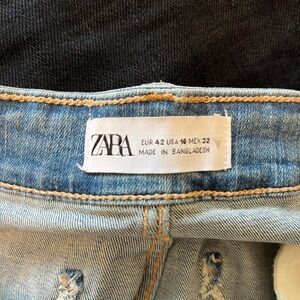 ZARA
EUR 42 USA 10 MEX 32
MADE IN BANGLADESH